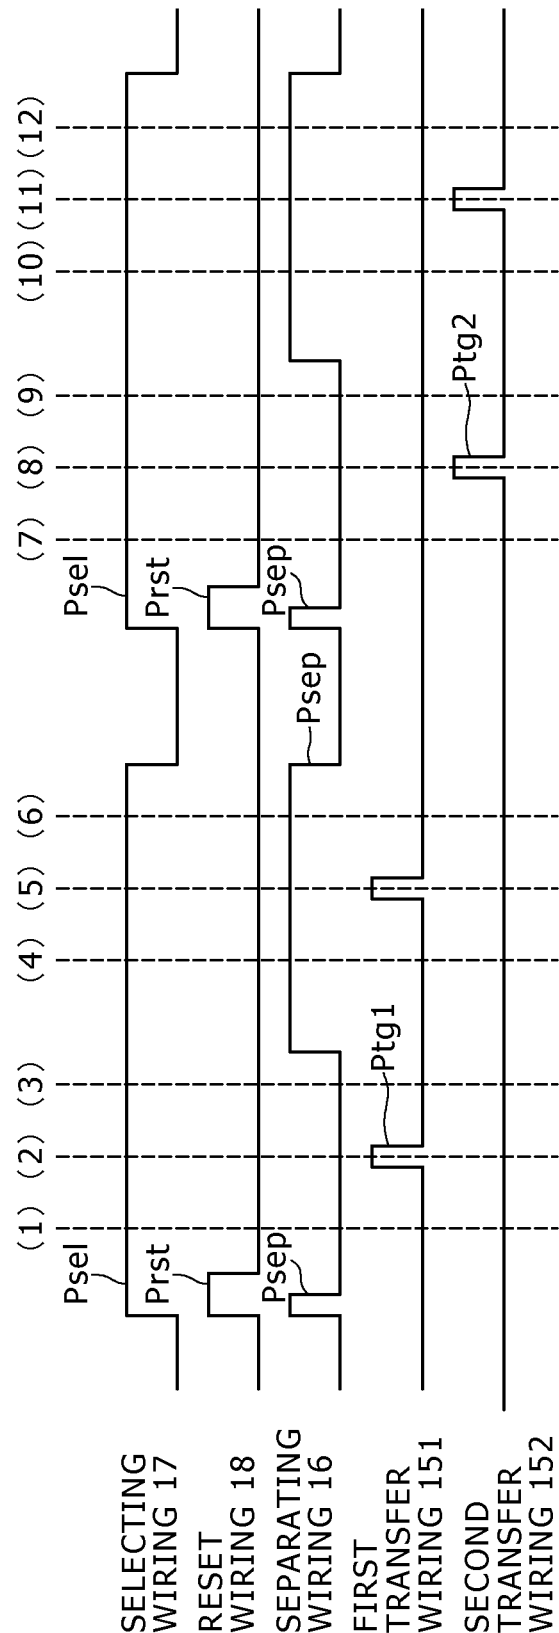 (1) (2) (3) (4) (5) (6) (7) (8) (9) (10) (11) (12)
SELECTING
WIRING 17
Psel
Psel
RESET
WIRING 18
Prst
Prst
SEPARATING
WIRING 16
Psep
Psep
Psep
FIRST
TRANSFER
WIRING 151
Ptg1
SECOND
TRANSFER
WIRING 152
Ptg2